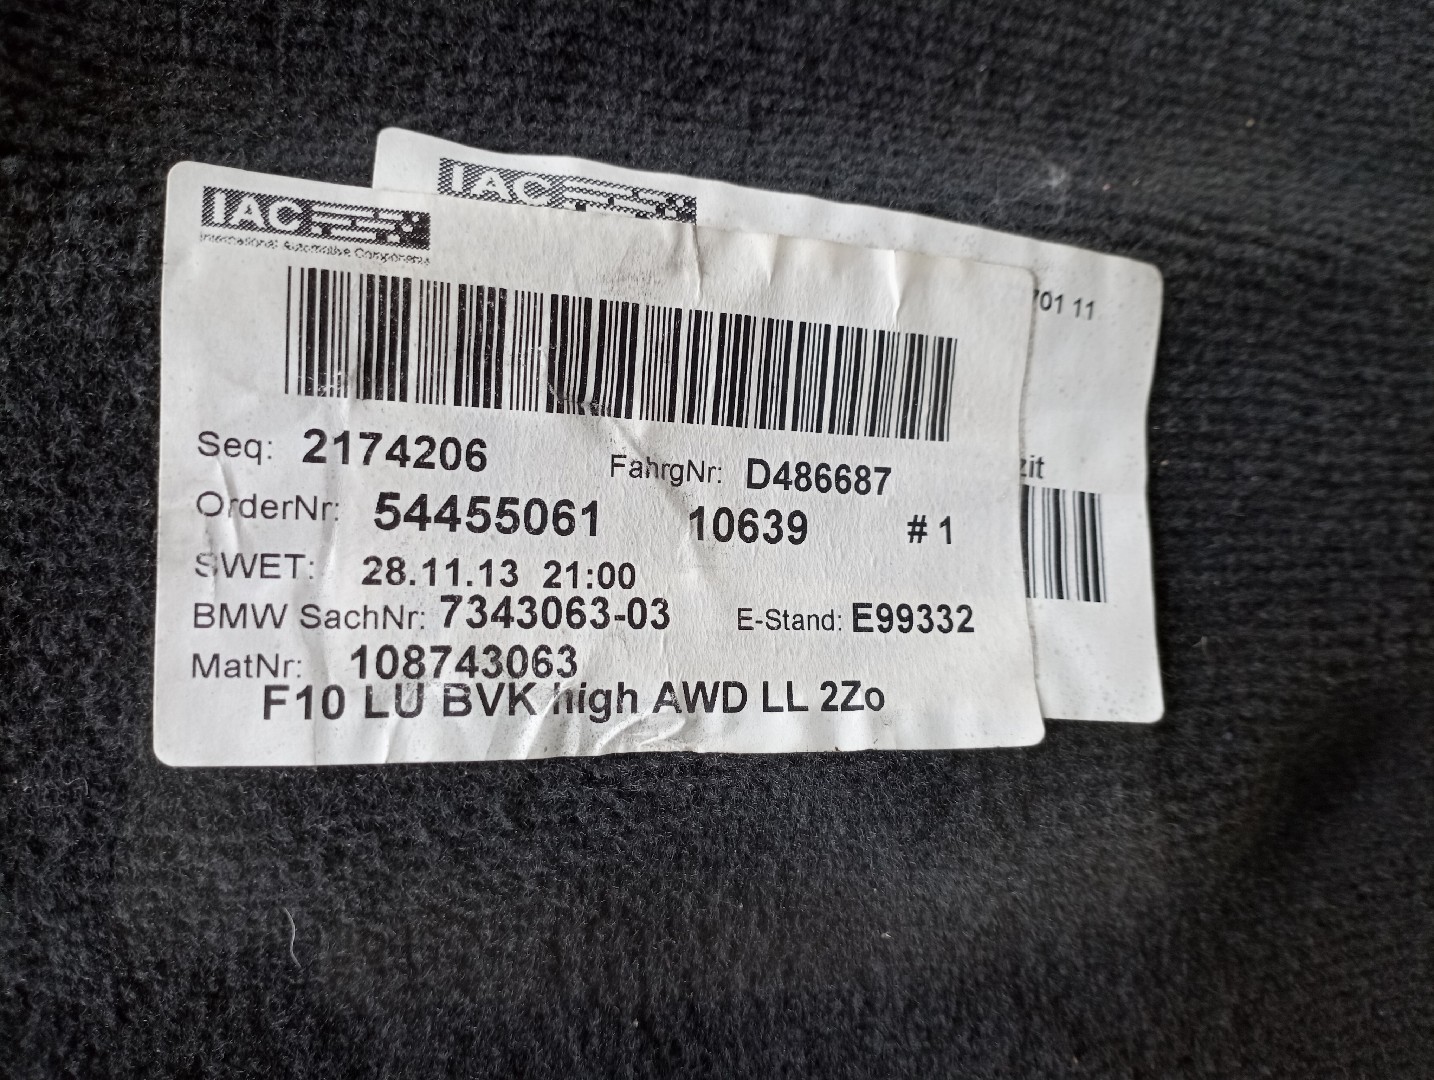 IAC
IAC
International Automotive Components
701 11
Seq: 2174206 FahrgNr: D486687
zit
OrderNr: 54455061 10639 # 1
SWET: 28.11.13 21:00
BMW SachNr: 7343063-03 E-Stand: E99332
MatNr: 108743063
F10 LU BVK high AWD LL 2Zo